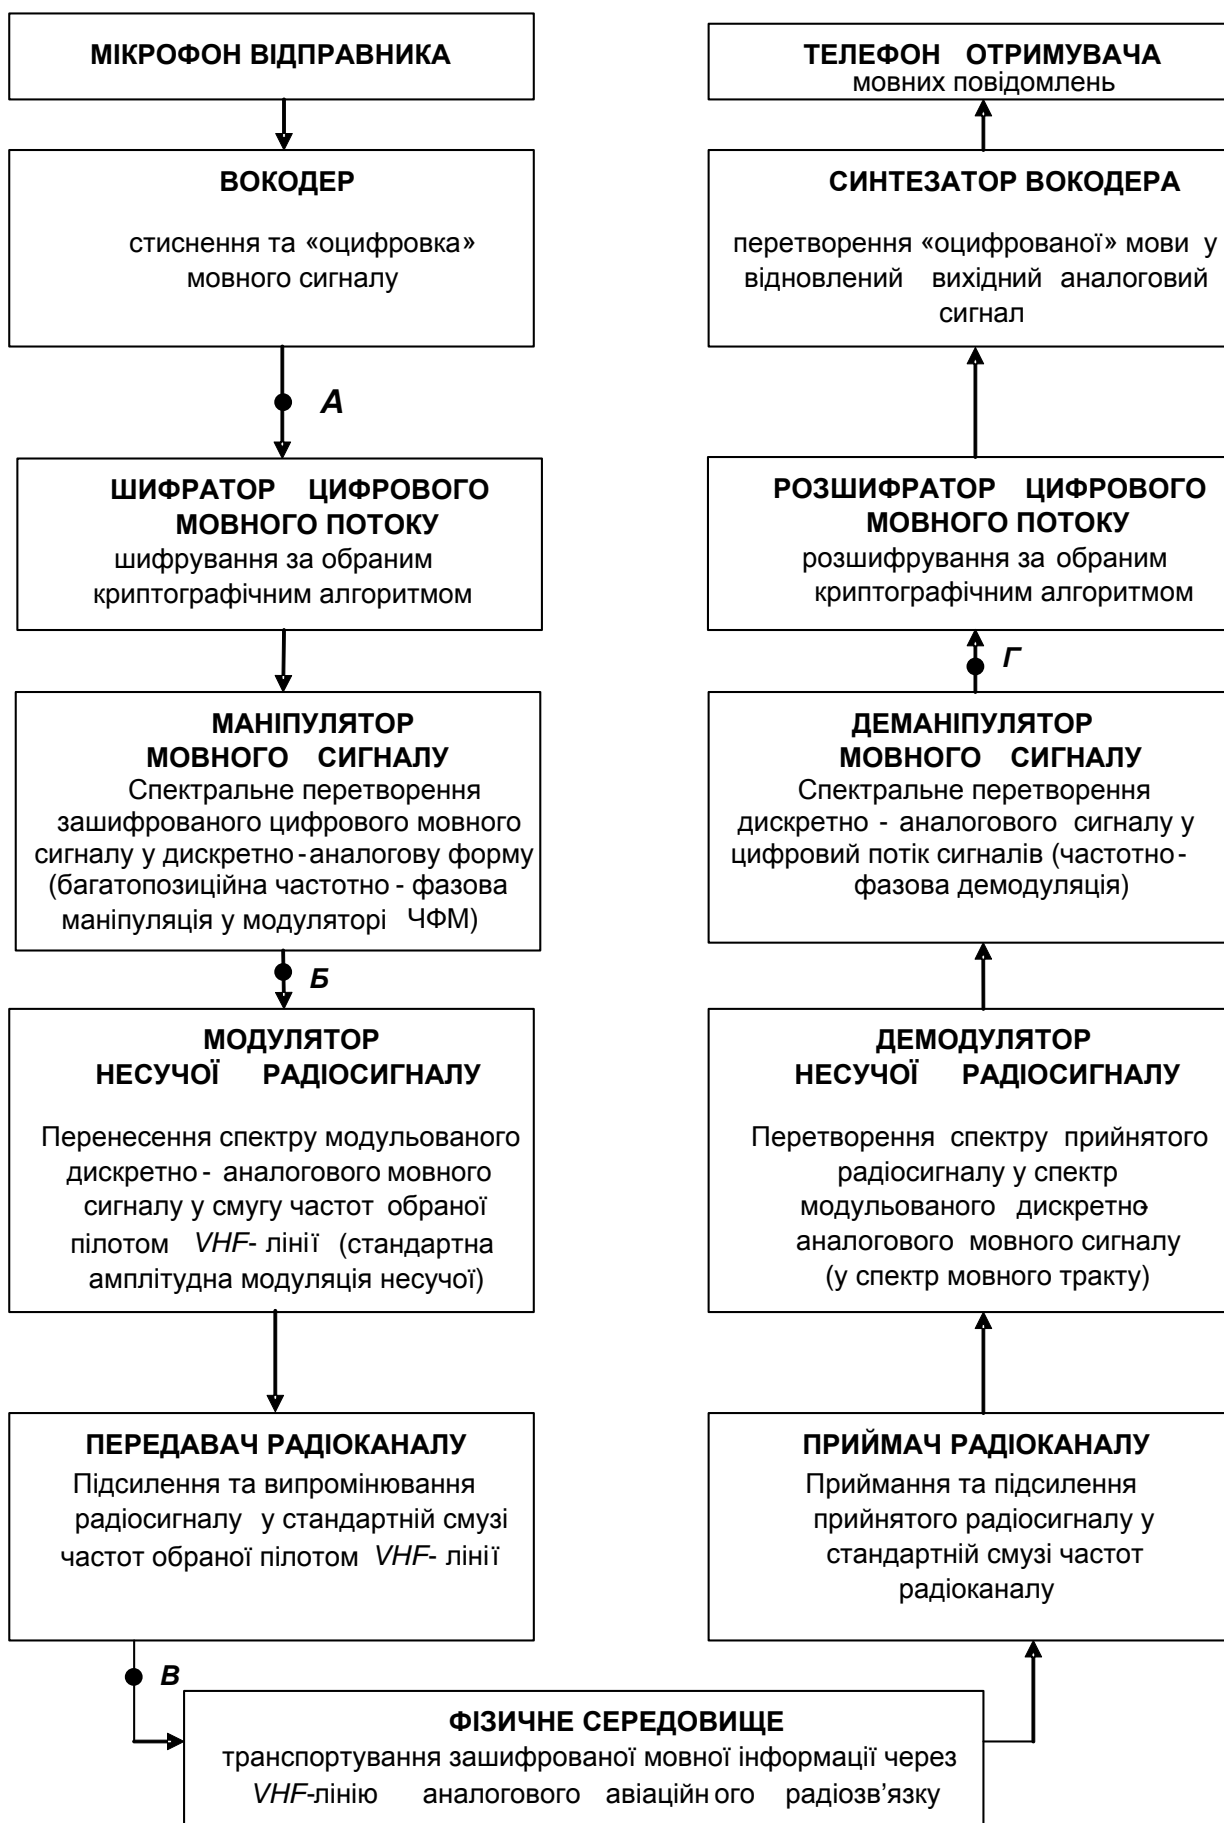 МІКРОФОН ВІДПРАВНИКА
ВОКОДЕР
стиснення та «оцифровка»
мовного сигналу
А
ШИФРАТОР ЦИФРОВОГО
МОВНОГО ПОТОКУ
шифрування за обраним
криптографічним алгоритмом
МАНІПУЛЯТОР
МОВНОГО СИГНАЛУ
Спектральне перетворення
зашифрованого цифрового мовного
сигналу у дискретно-аналогову форму
(багатопозиційна частотно - фазова
маніпуляція у модуляторі ЧФМ)
Б
МОДУЛЯТОР
НЕСУЧОЇ РАДІОСИГНАЛУ
Перенесення спектру модульованого
дискретно- аналогового мовного
сигналу у смугу частот обраної
пілотом VHF- лінії (стандартна
амплітудна модуляція несучої)
ПЕРЕДАВАЧ РАДІОКАНАЛУ
Підсилення та випромінювання
радіосигналу у стандартній смузі
частот обраної пілотом VHF- лінії
В
ФІЗИЧНЕ СЕРЕДОВИЩЕ
транспортування зашифрованої мовної інформації через
VHF-лінію аналогового авіаційн ого радіозв'язку
ПРИЙМАЧ РАДІОКАНАЛУ
Приймання та підсилення
прийнятого радіосигналу у
стандартній смузі частот
радіоканалу
ДЕМОДУЛЯТОР
НЕСУЧОЇ РАДІОСИГНАЛУ
Перетворення спектру прийнятого
радіосигналу у спектр
модульованого дискретно-
аналогового мовного сигналу
(у спектр мовного тракту)
ДЕМАНІПУЛЯТОР
МОВНОГО СИГНАЛУ
Спектральне перетворення
дискретно - аналогового сигналу у
цифровий потік сигналів (частотно-
фазова демодуляція)
Г
РОЗШИФРАТОР ЦИФРОВОГО
МОВНОГО ПОТОКУ
розшифрування за обраним
криптографічним алгоритмом
СИНТЕЗАТОР ВОКОДЕРА
перетворення «оцифрованої» мови у
відновлений вихідний аналоговий
сигнал
ТЕЛЕФОН ОТРИМУВАЧА
мовних повідомлень